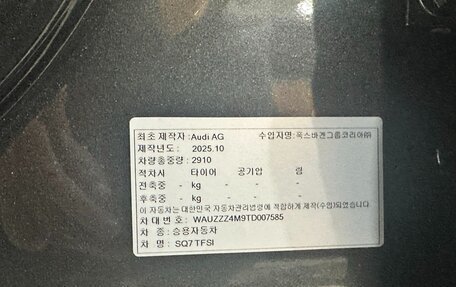 최초 제작자 : Audi AG 수입자명: 폭스바겐그룹코리아㈜
제작년도 : 2025.10
차량총중량 : 2910
적차시 타이어 공기압 림
전축중 - kg - - -
후축중 - kg - - -
이 자동차는 대한민국 자동차관리법령에 적합하게 제작(수입)되었습니다
차대번호 : WAUZZZ4M9TD007585
차 종 : 승용자동차
차 명 : SQ7 TFSI